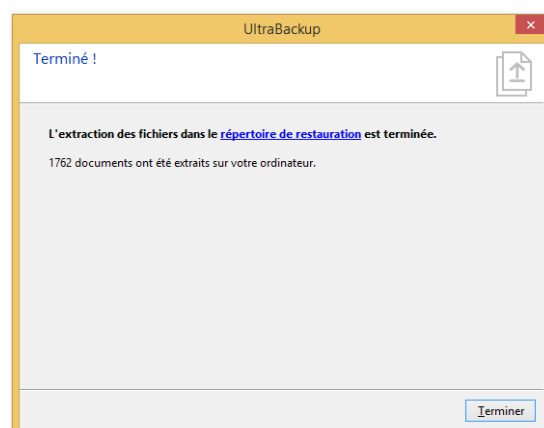 UltraBackup
Terminé !
L'extraction des fichiers dans le répertoire de restauration est terminée.
1762 documents ont été extraits sur votre ordinateur.
Terminer